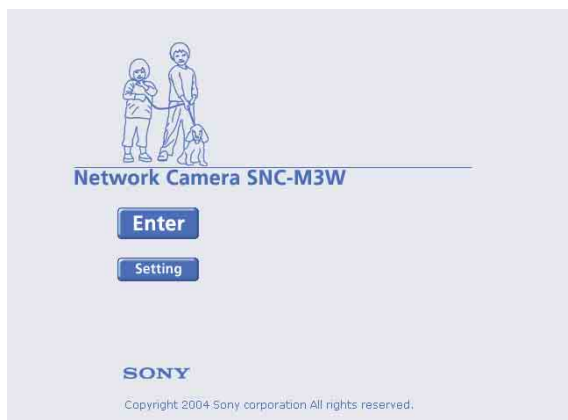 Network Camera SNC-M3W
Enter
Setting
SONY
Copyright 2004 Sony corporation All rights reserved.